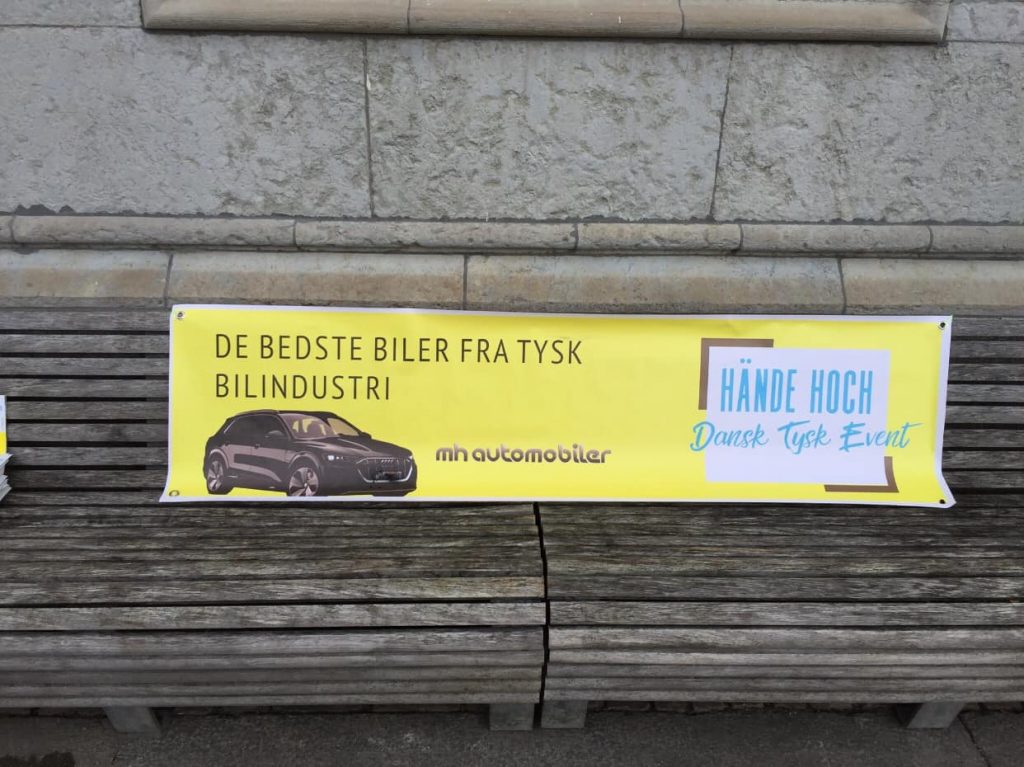 DE BEDSTE BILER FRA TYSK
BILINDUSTRI
mh automobiler
HÄNDE HOCH
Dansk Tysk Event